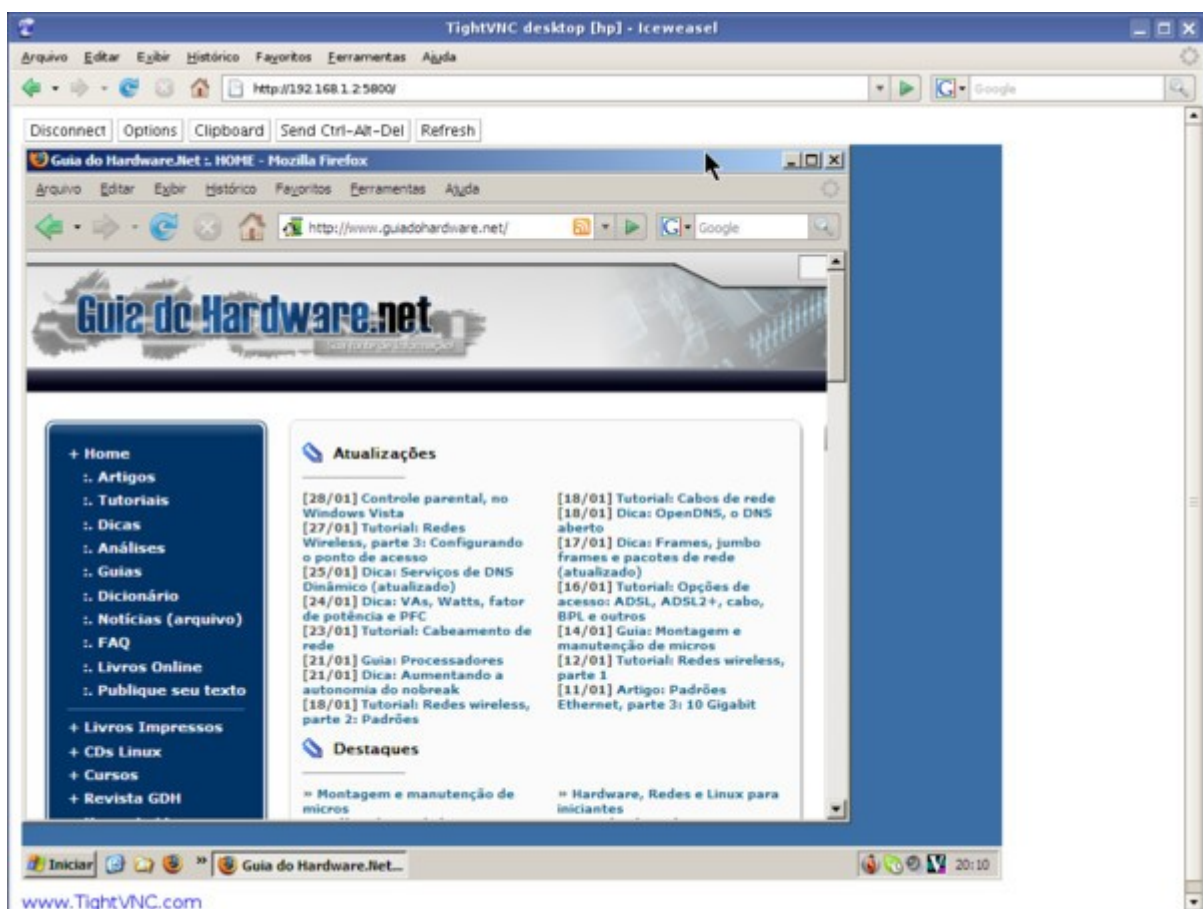 TightVNC desktop [hp] - Iceweasel
Arquivo Editar Exibir Histórico Favoritos Ferramentas Ajuda
http://192.168.1.2:5800/
Google
Disconnect Options Clipboard Send Ctrl-Alt-Del Refresh
Guia do Hardware.Net :. HOME - Mozilla Firefox
Arquivo Editar Exibir Histórico Favoritos Ferramentas Ajuda
http://www.guiadohardware.net/
Google
Guia do Hardware.net
+ Home
:. Artigos
:. Tutoriais
:. Dicas
:. Análises
:. Guias
:. Dicionário
:. Notícias (arquivo)
:. FAQ
:. Livros Online
:. Publique seu texto
+ Livros Impressos
+ CDs Linux
+ Cursos
+ Revista GDH
Atualizações
[28/01] Controle parental, no
Windows Vista
[27/01] Tutorial: Redes
Wireless, parte 3: Configurando
o ponto de acesso
[25/01] Dica: Serviços de DNS
Dinâmico (atualizado)
[24/01] Dica: VAs, Watts, fator
de potência e PFC
[23/01] Tutorial: Cabeamento de
rede
[21/01] Guia: Processadores
[21/01] Dica: Aumentando a
autonomia do nobreak
[18/01] Tutorial: Redes wireless,
parte 2: Padrões
[18/01] Tutorial: Cabos de rede
[18/01] Dica: OpenDNS, o DNS
aberto
[17/01] Dica: Frames, jumbo
frames e pacotes de rede
(atualizado)
[16/01] Tutorial: Opções de
acesso: ADSL, ADSL2+, cabo,
BPL e outros
[14/01] Guia: Montagem e
manutenção de micros
[12/01] Tutorial: Redes wireless,
parte 1
[11/01] Artigo: Padrões
Ethernet, parte 3: 10 Gigabit
Destaques
» Montagem e manutenção de
micros
» Hardware, Redes e Linux para
iniciantes
Iniciar » Guia do Hardware.Net... 20:10
www.TightVNC.com